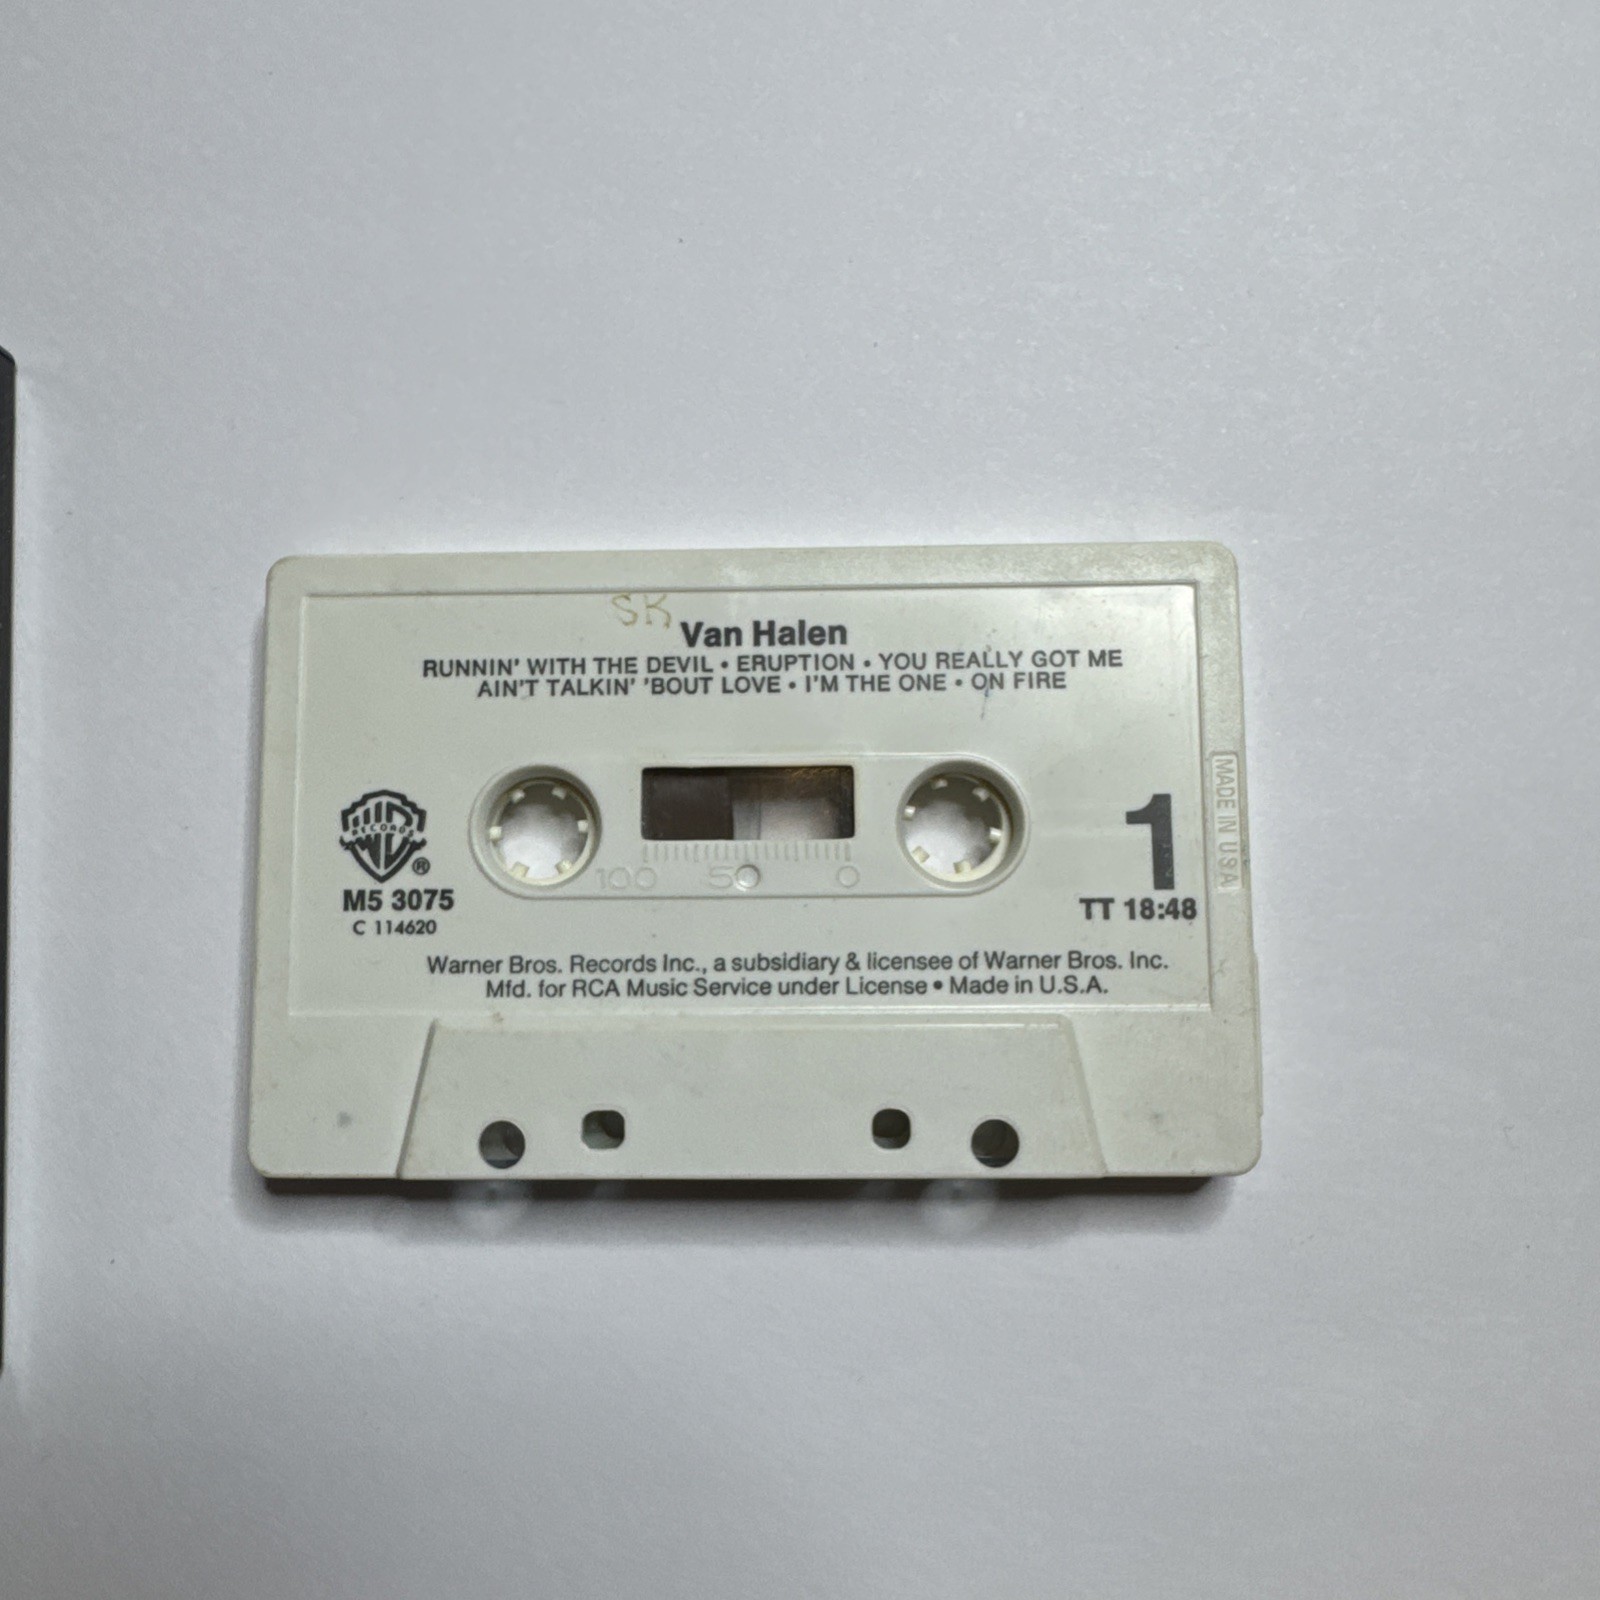 SK
Van Halen
RUNNIN' WITH THE DEVIL • ERUPTION • YOU REALLY GOT ME
AIN'T TALKIN' 'BOUT LOVE • I'M THE ONE • ON FIRE
RECORDS
®
M5 3075
C 114620
100 50 0
1
TT 18:48
MADE IN USA
Warner Bros. Records Inc., a subsidiary & licensee of Warner Bros. Inc.
Mfd. for RCA Music Service under License • Made in U.S.A.